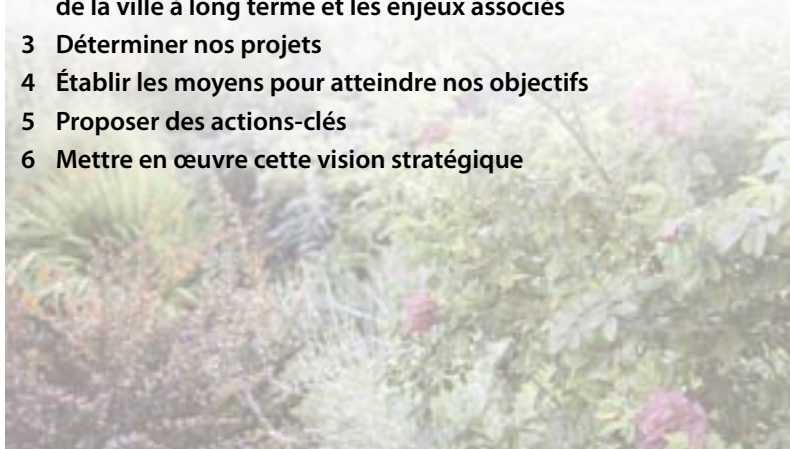 de la ville à long terme et les enjeux associés
3 Déterminer nos projets
4 Établir les moyens pour atteindre nos objectifs
5 Proposer des actions-clés
6 Mettre en œuvre cette vision stratégique